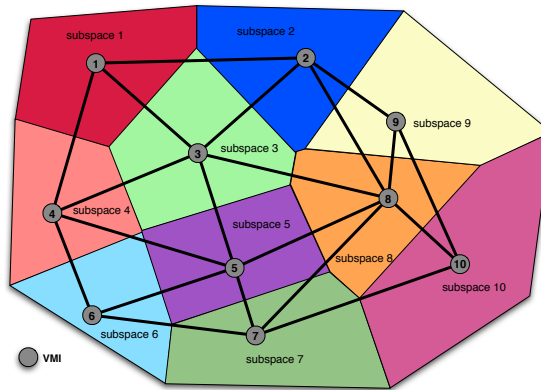 subspace 1
subspace 2
1
2
9
subspace 9
3
subspace 3
8
4
subspace 4
subspace 5
5
subspace 8
10
subspace 10
6
subspace 6
7
subspace 7
VMI